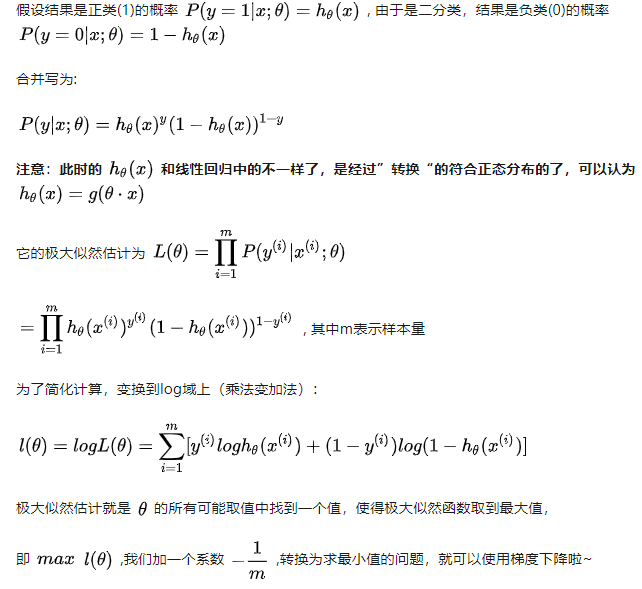 假设结果是正类(1)的概率 P(y = 1|x; θ) = h_θ(x) , 由于是二分类，结果是负类(0)的概率
P(y = 0|x; θ) = 1 − h_θ(x)
合并写为:
P(y|x; θ) = h_θ(x)^y (1 − h_θ(x))^{1−y}
注意：此时的 h_θ(x) 和线性回归中的不一样了，是经过”转换“的符合正态分布的了，可以认为
h_θ(x) = g(θ · x)
它的极大似然估计为 L(θ) = ∏_{i=1}^{m} P(y^{(i)}|x^{(i)}; θ)
= ∏_{i=1}^{m} h_θ(x^{(i)})^{y^{(i)}} (1 − h_θ(x^{(i)}))^{1−y^{(i)}} , 其中m表示样本量
为了简化计算，变换到log域上（乘法变加法）:
l(θ) = logL(θ) = ∑_{i=1}^{m} [y^{(i)}logh_θ(x^{(i)}) + (1 − y^{(i)})log(1 − h_θ(x^{(i)})]
极大似然估计就是 θ 的所有可能取值中找到一个值，使得极大似然函数取到最大值，
即 max l(θ) ,我们加一个系数 −\frac{1}{m} ,转换为求最小值的问题，就可以使用梯度下降啦~